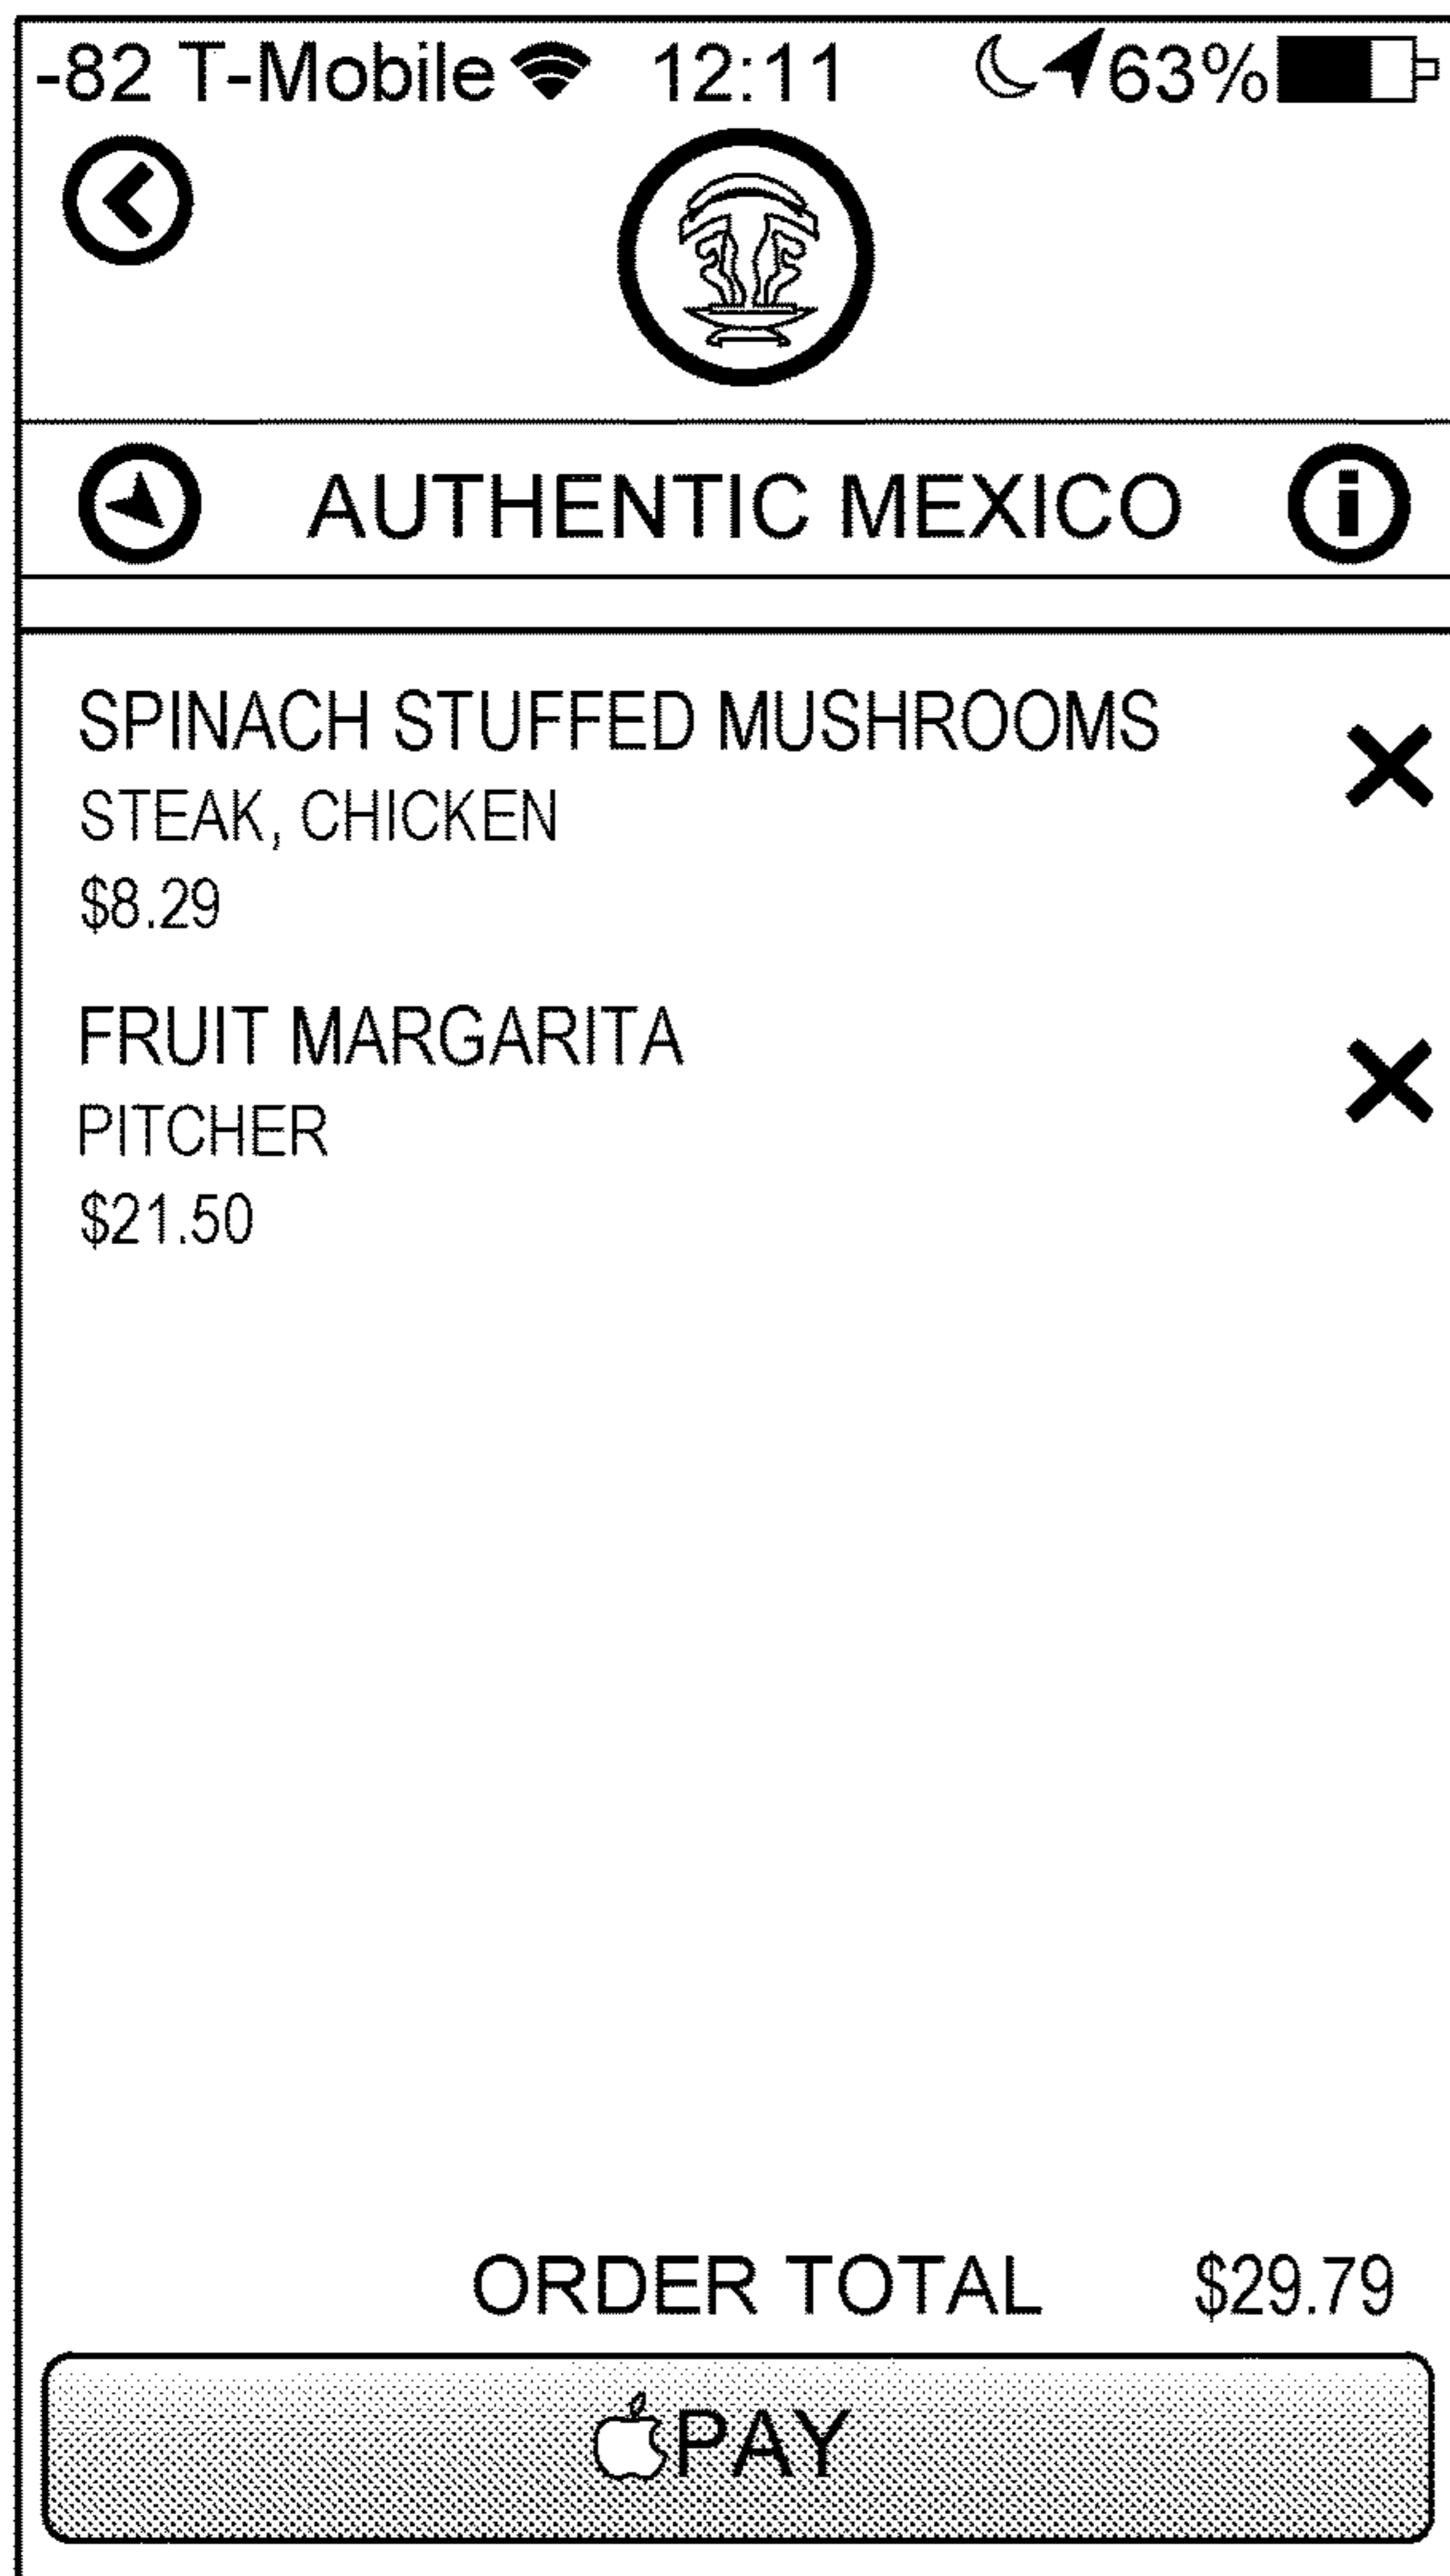 -82 T-Mobile 12:11 63%
AUTHENTIC MEXICO i
SPINACH STUFFED MUSHROOMS
STEAK, CHICKEN
$8.29
FRUIT MARGARITA
PITCHER
$21.50
ORDER TOTAL $29.79
PAY